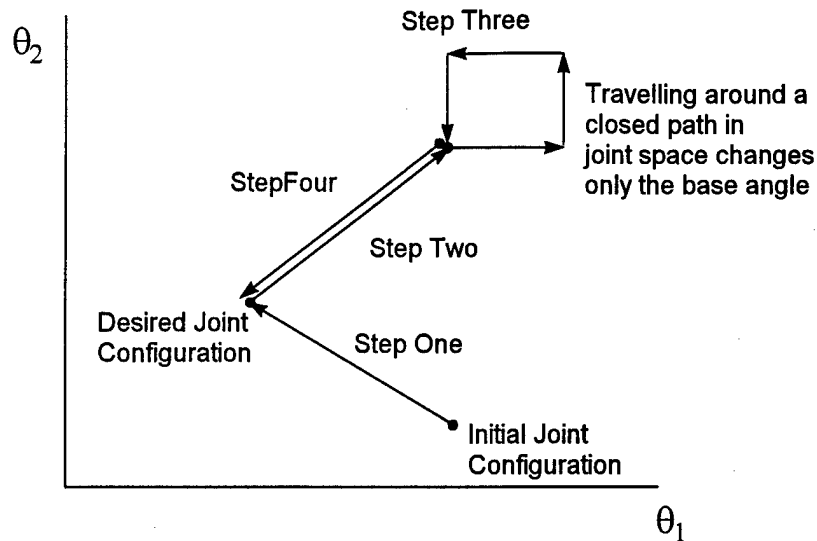 Step Three
θ2
Travelling around a
closed path in
joint space changes
only the base angle
StepFour
Step Two
Desired Joint
Configuration
Step One
Initial Joint
Configuration
θ1